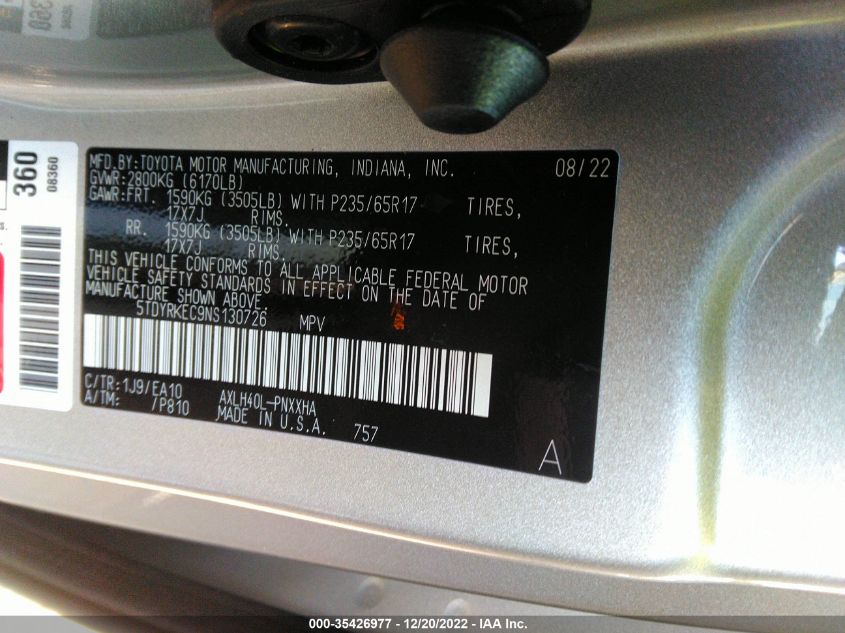 360
08360
MFD.BY:TOYOTA MOTOR MANUFACTURING, INDIANA, INC. 08/22
GVWR:2800KG (6170LB)
GAWR:FRT. 1590KG (3505LB) WITH P235/65R17 TIRES,
17X7J RIMS,
RR. 1590KG (3505LB) WITH P235/65R17 TIRES,
17X7J RIMS.
THIS VEHICLE CONFORMS TO ALL APPLICABLE FEDERAL MOTOR
VEHICLE SAFETY STANDARDS IN EFFECT ON THE DATE OF
MANUFACTURE SHOWN ABOVE.
5TDYRKEC9NS130726 MPV
C/TR:1J9/EA10 AXLH40L-PNXXHA
A/TM: /P810 MADE IN U.S.A. 757
A
000-35426977 - 12/20/2022 - IAA Inc.